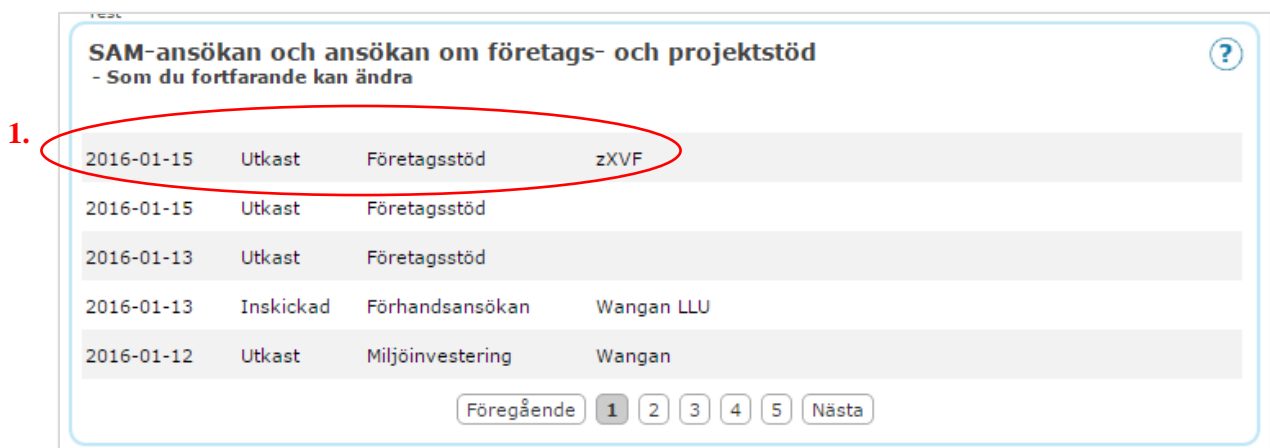 Test
SAM-ansökan och ansökan om företags- och projektstöd
- Som du fortfarande kan ändra
?
1.
2016-01-15 Utkast Företagsstöd zXVF
2016-01-15 Utkast Företagsstöd
2016-01-13 Utkast Företagsstöd
2016-01-13 Inskickad Förhandsansökan Wangan LLU
2016-01-12 Utkast Miljöinvestering Wangan
Föregående 1 2 3 4 5 Nästa